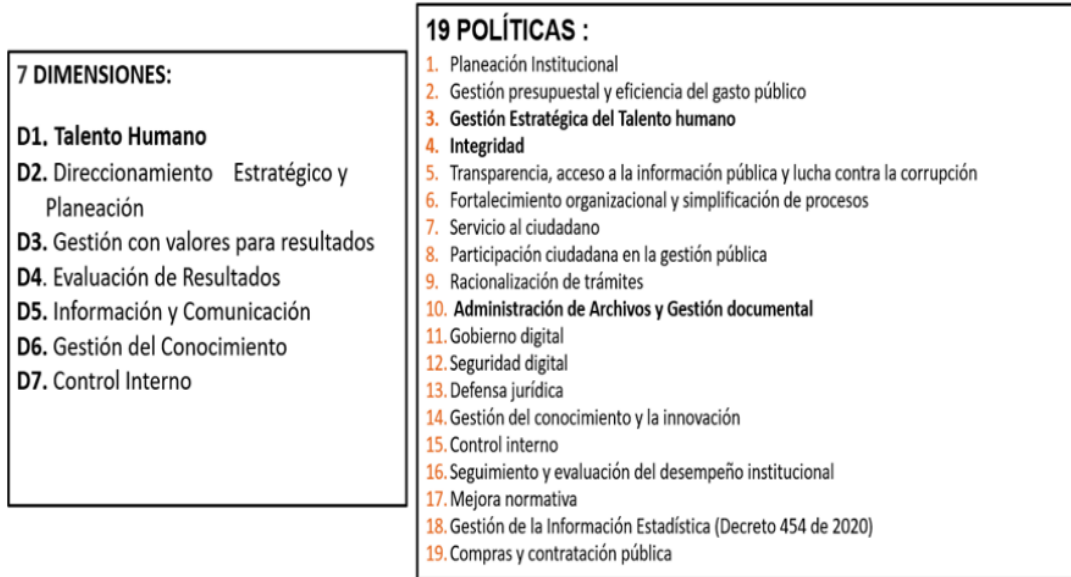 7 DIMENSIONES:
D1. Talento Humano
D2. Direccionamiento Estratégico y
Planeación
D3. Gestión con valores para resultados
D4. Evaluación de Resultados
D5. Información y Comunicación
D6. Gestión del Conocimiento
D7. Control Interno
19 POLÍTICAS :
1. Planeación Institucional
2. Gestión presupuestal y eficiencia del gasto público
3. Gestión Estratégica del Talento humano
4. Integridad
5. Transparencia, acceso a la información pública y lucha contra la corrupción
6. Fortalecimiento organizacional y simplificación de procesos
7. Servicio al ciudadano
8. Participación ciudadana en la gestión pública
9. Racionalización de trámites
10. Administración de Archivos y Gestión documental
11. Gobierno digital
12. Seguridad digital
13. Defensa jurídica
14. Gestión del conocimiento y la innovación
15. Control interno
16. Seguimiento y evaluación del desempeño institucional
17. Mejora normativa
18. Gestión de la Información Estadística (Decreto 454 de 2020)
19. Compras y contratación pública